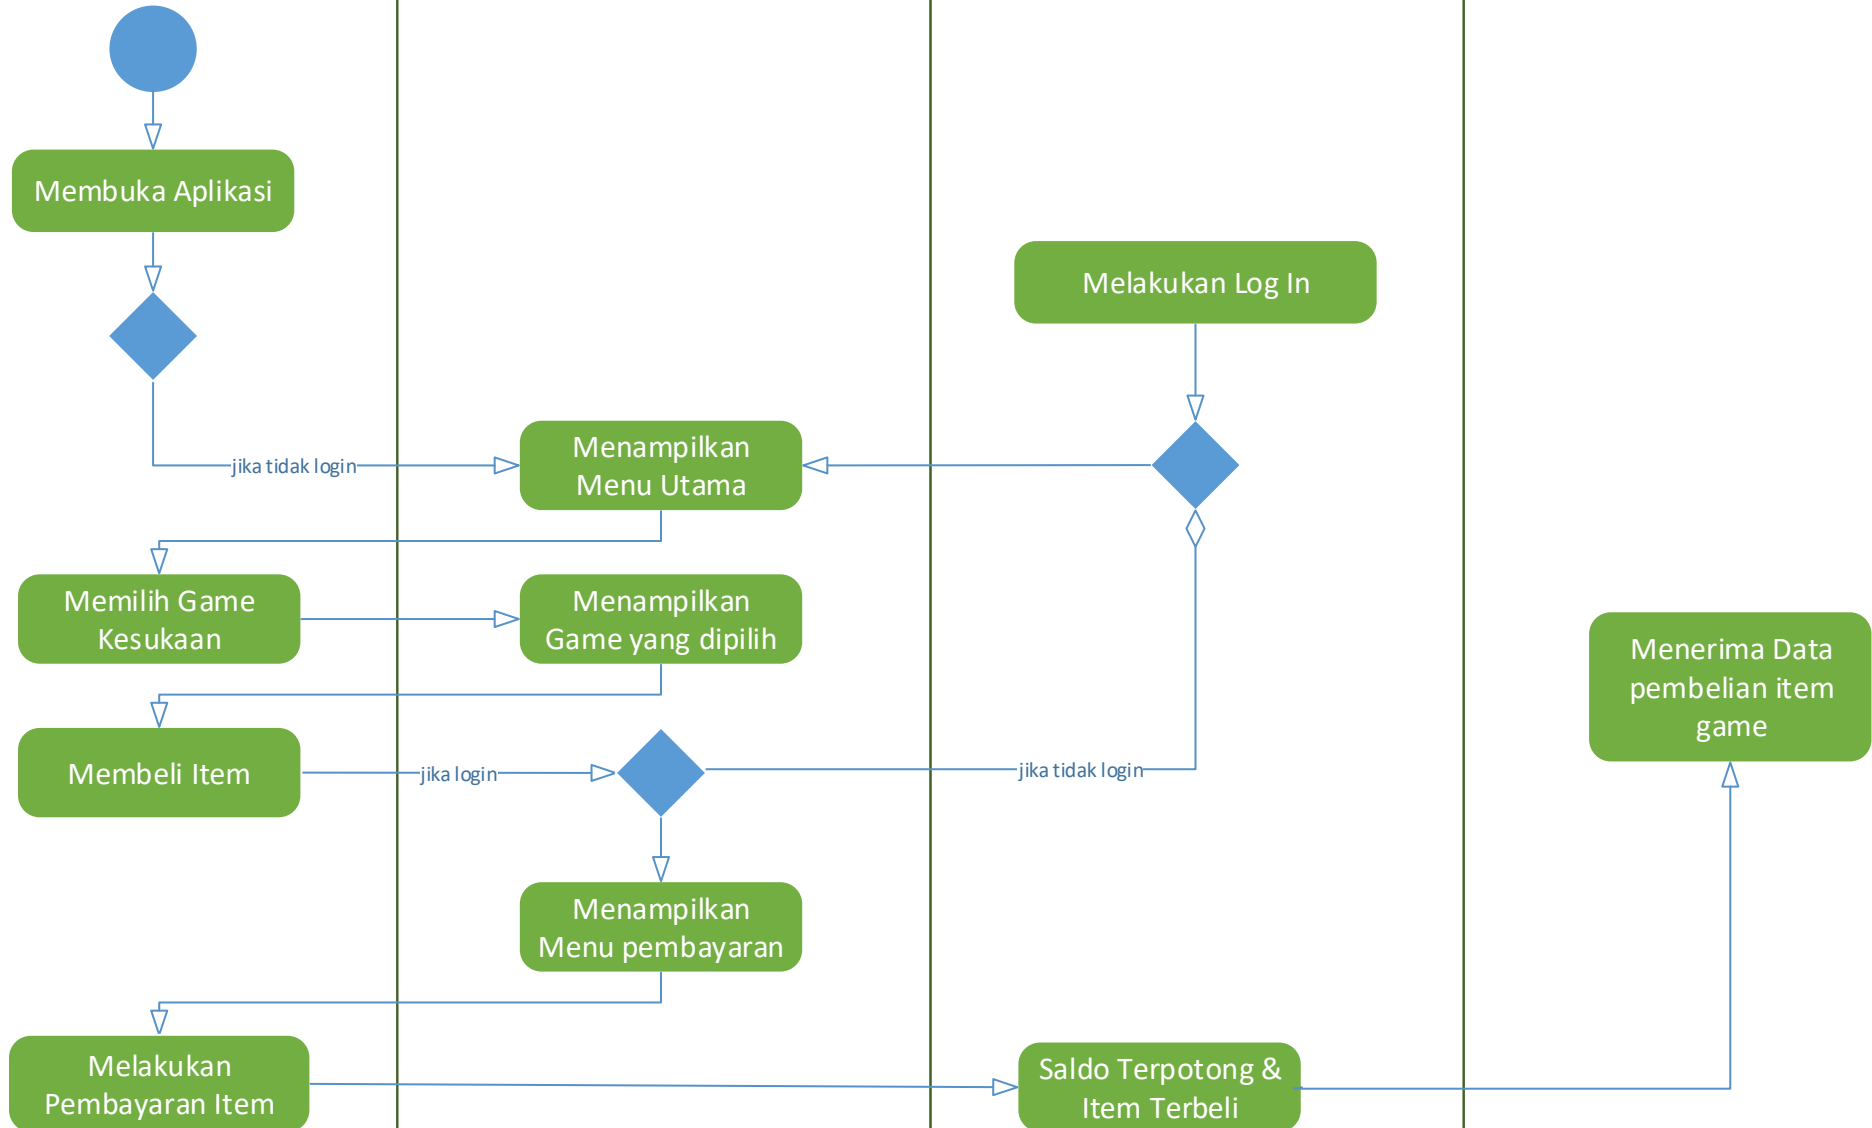 Membuka Aplikasi
Melakukan Log In
jika tidak login
Menampilkan
Menu Utama
Memilih Game
Kesukaan
Menampilkan
Game yang dipilih
Menerima Data
pembelian item
game
Membeli Item
jika login
jika tidak login
Menampilkan
Menu pembayaran
Melakukan
Pembayaran Item
Saldo Terpotong &
Item Terbeli